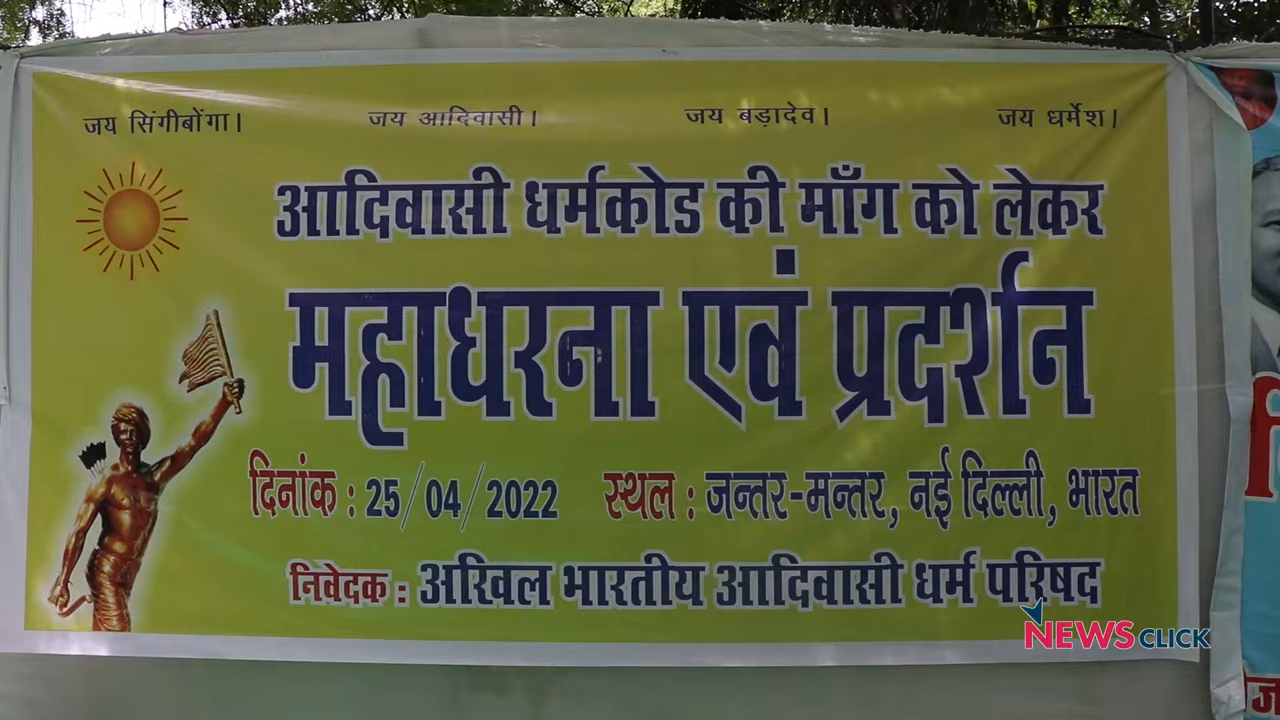 जय सिंगीबोंगा। जय आदिवासी। जय बड़ादेव। जय धर्मेश।
आदिवासी धर्मकोड की माँग को लेकर
महाधरना एवं प्रदर्शन
दिनांक : 25/04/2022 स्थल : जन्तर-मन्तर, नई दिल्ली, भारत
निवेदक : अखिल भारतीय आदिवासी धर्म परिषद
NEWSCLICK